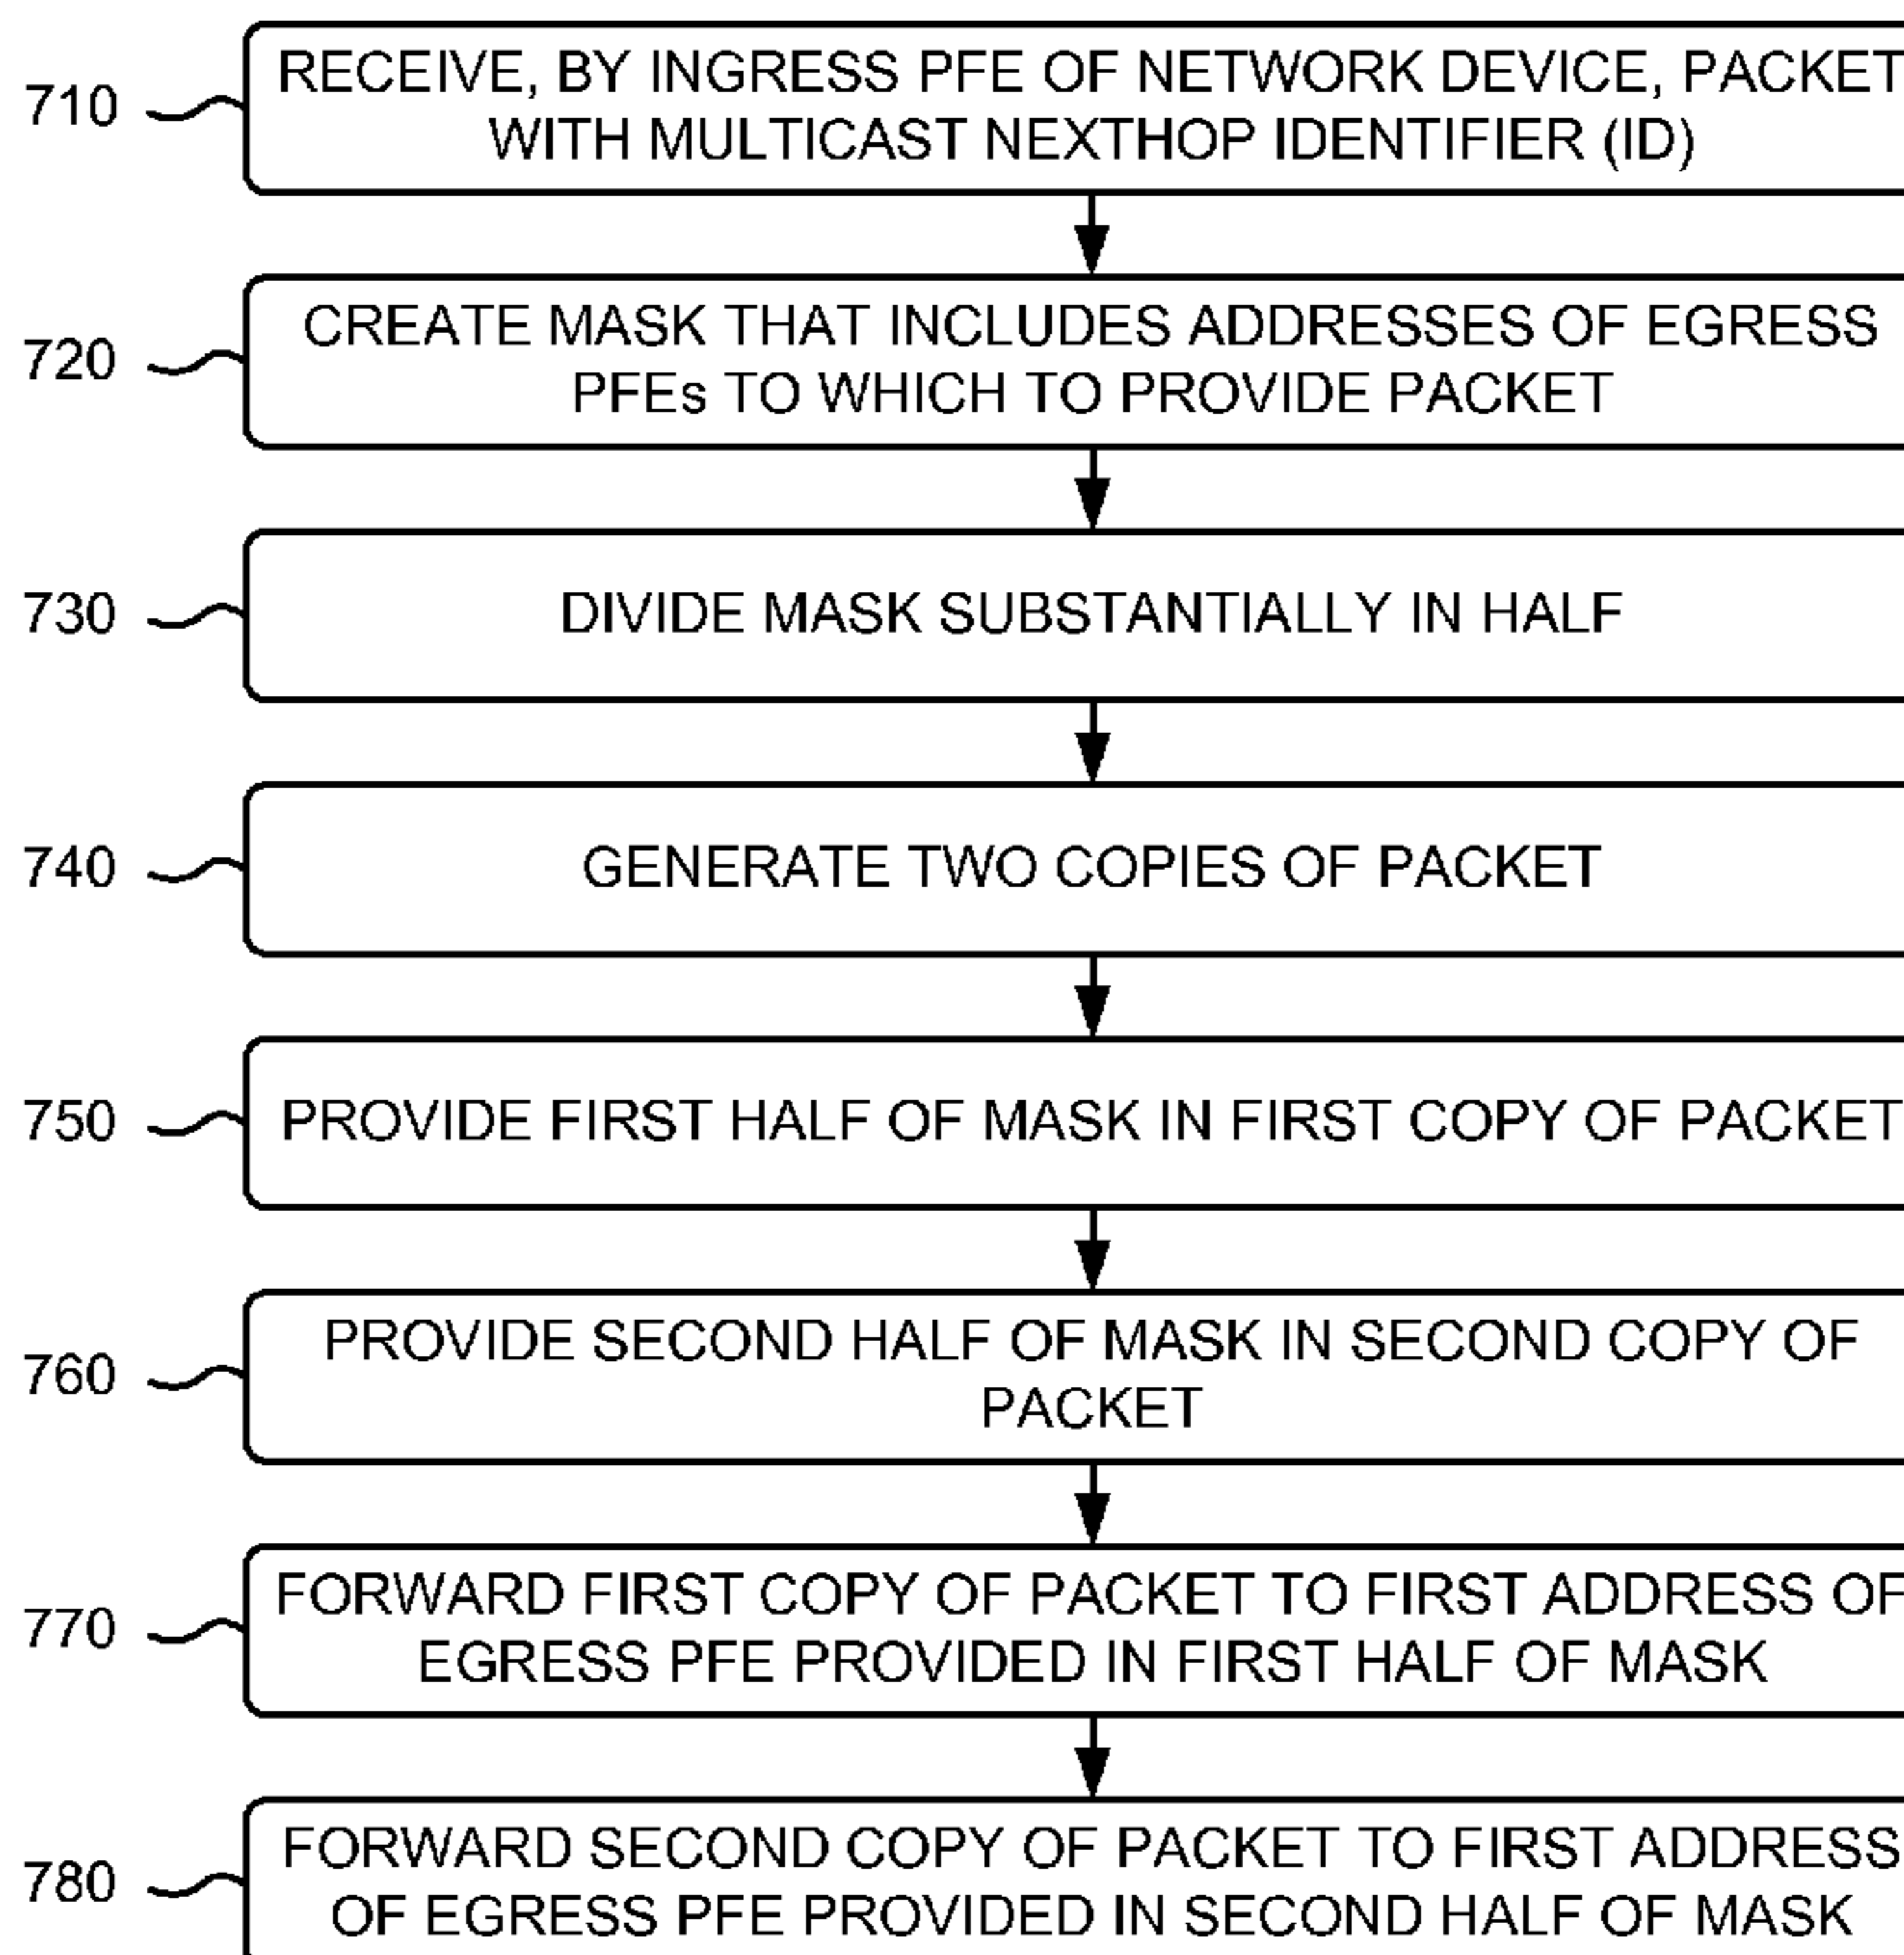 710
RECEIVE, BY INGRESS PFE OF NETWORK DEVICE, PACKET
WITH MULTICAST NEXTHOP IDENTIFIER (ID)
720
CREATE MASK THAT INCLUDES ADDRESSES OF EGRESS
PFEs TO WHICH TO PROVIDE PACKET
730
DIVIDE MASK SUBSTANTIALLY IN HALF
740
GENERATE TWO COPIES OF PACKET
750
PROVIDE FIRST HALF OF MASK IN FIRST COPY OF PACKET
760
PROVIDE SECOND HALF OF MASK IN SECOND COPY OF
PACKET
770
FORWARD FIRST COPY OF PACKET TO FIRST ADDRESS OF
EGRESS PFE PROVIDED IN FIRST HALF OF MASK
780
FORWARD SECOND COPY OF PACKET TO FIRST ADDRESS
OF EGRESS PFE PROVIDED IN SECOND HALF OF MASK